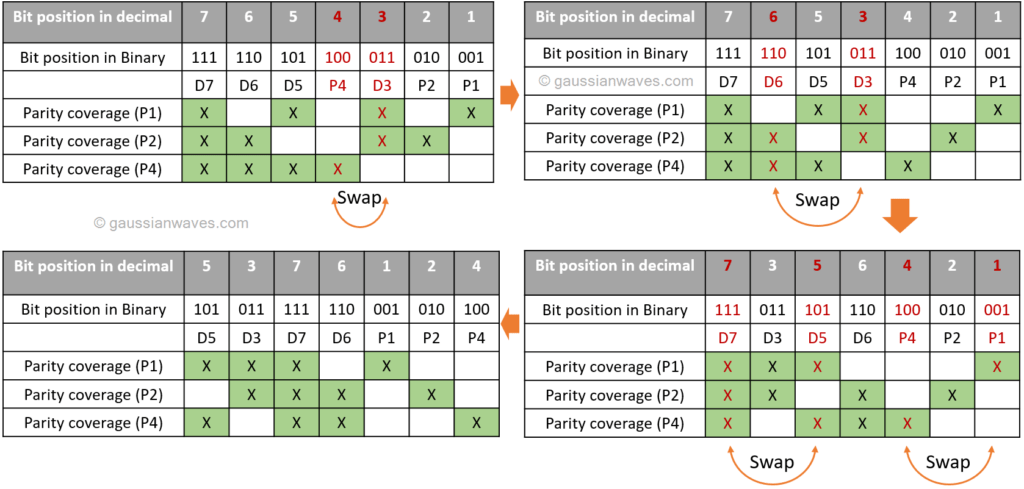 Bit position in decimal 7 6 5 4 3 2 1
Bit position in Binary 111 110 101 100 011 010 001
D7 D6 D5 P4 D3 P2 P1
Parity coverage (P1) X X X X
Parity coverage (P2) X X X X
Parity coverage (P4) X X X X
Swap
© gaussianwaves.com
Bit position in decimal 7 6 5 3 4 2 1
Bit position in Binary 111 110 101 011 100 010 001
© gaussianwaves.com D7 D6 D5 D3 P4 P2 P1
Parity coverage (P1) X X X X
Parity coverage (P2) X X X X
Parity coverage (P4) X X X X
Swap
Bit position in decimal 5 3 7 6 1 2 4
Bit position in Binary 101 011 111 110 001 010 100
D5 D3 D7 D6 P1 P2 P4
Parity coverage (P1) X X X X
Parity coverage (P2) X X X X
Parity coverage (P4) X X X X
Bit position in decimal 7 3 5 6 4 2 1
Bit position in Binary 111 011 101 110 100 010 001
D7 D3 D5 D6 P4 P2 P1
Parity coverage (P1) X X X X
Parity coverage (P2) X X X X
Parity coverage (P4) X X X X
Swap Swap